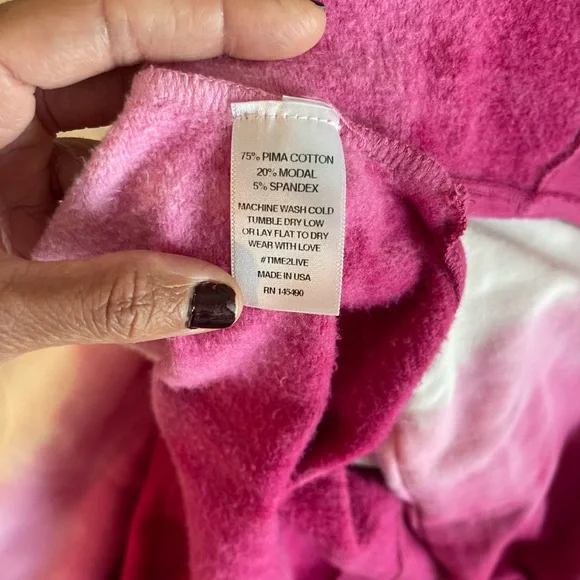 75% PIMA COTTON
20% MODAL
5% SPANDEX
MACHINE WASH COLD
TUMBLE DRY LOW
OR LAY FLAT TO DRY
WEAR WITH LOVE
#TIME2LIVE
MADE IN USA
RN 145490